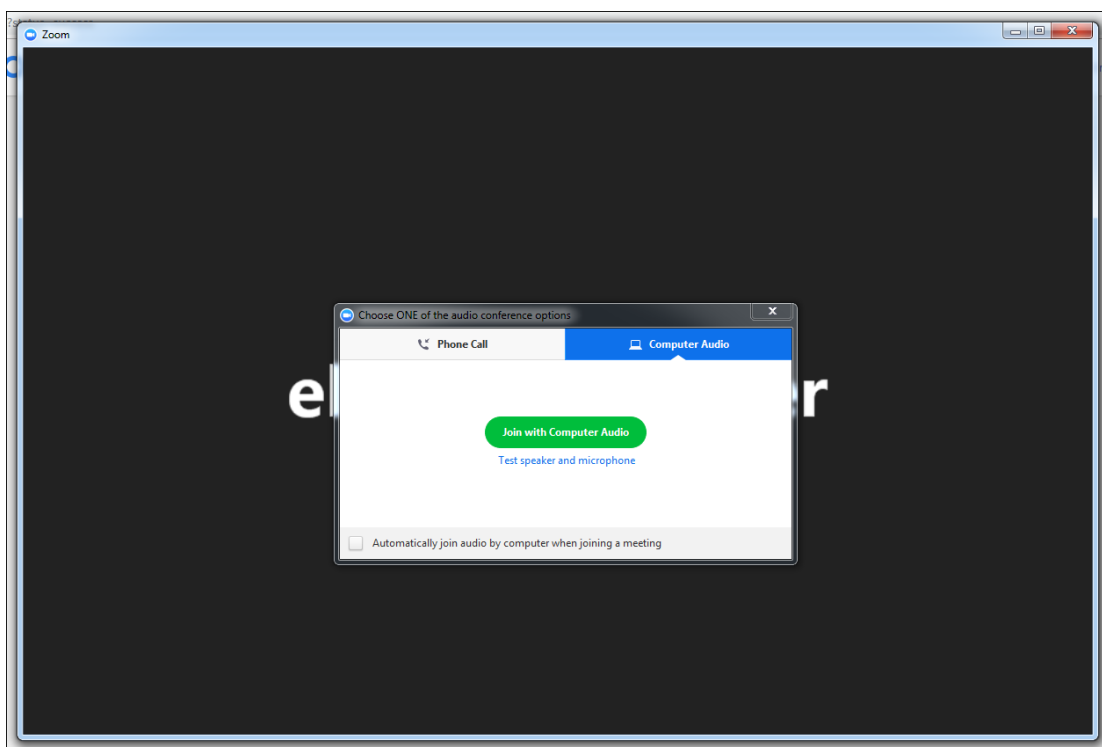 Zoom
Choose ONE of the audio conference options
Phone Call
Computer Audio
Join with Computer Audio
Test speaker and microphone
Automatically join audio by computer when joining a meeting